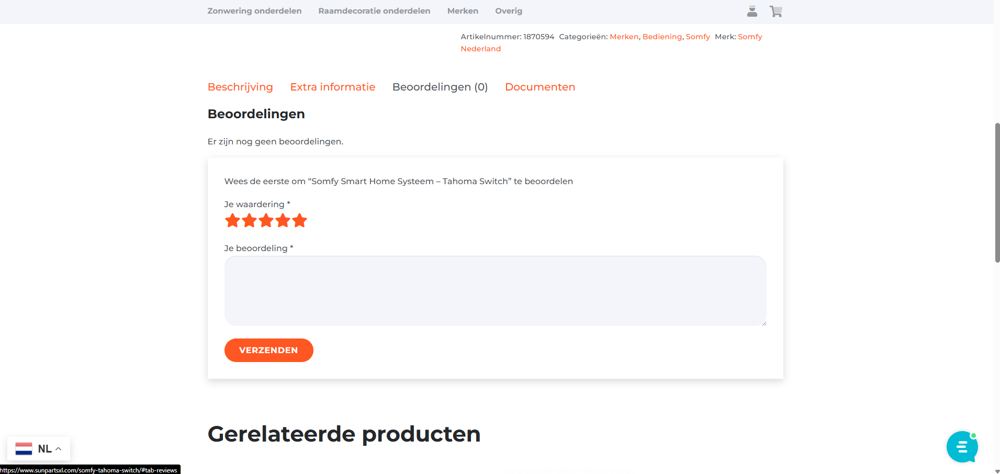 Zonwering onderdelen Raamdecoratie onderdelen Merken Overig
Artikelnummer: 1870594 Categorieën: Merken, Bediening, Somfy Merk: Somfy
Nederland
Beschrijving Extra informatie Beoordelingen (0) Documenten
Beoordelingen
Er zijn nog geen beoordelingen.
Wees de eerste om “Somfy Smart Home Systeem – Tahoma Switch” te beoordelen
Je waardering *
Je beoordeling *
VERZENDEN
Gerelateerde producten
NL
https://www.sunpartsxl.com/somfy-tahoma-switch/#tab-reviews